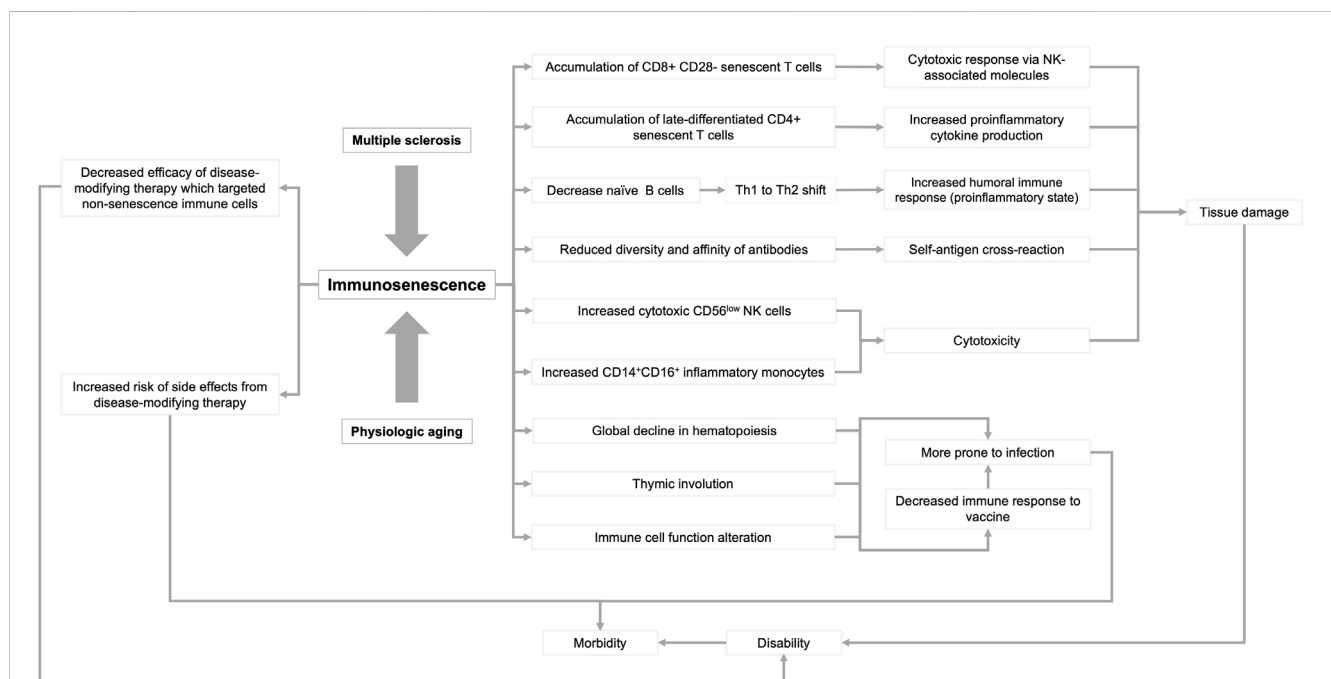 Multiple sclerosis
Decreased efficacy of disease-
modifying therapy which targeted
non-senescence immune cells
Immunosenescence
Increased risk of side effects from
disease-modifying therapy
Physiologic aging
Accumulation of CD8+ CD28- senescent T cells
Cytotoxic response via NK-
associated molecules
Accumulation of late-differentiated CD4+
senescent T cells
Increased proinflammatory
cytokine production
Decrease naïve B cells
Th1 to Th2 shift
Increased humoral immune
response (proinflammatory state)
Reduced diversity and affinity of antibodies
Self-antigen cross-reaction
Increased cytotoxic CD56low NK cells
Increased CD14+CD16+ inflammatory monocytes
Cytotoxicity
Tissue damage
Global decline in hematopoiesis
Thymic involution
Immune cell function alteration
More prone to infection
Decreased immune response to
vaccine
Morbidity
Disability